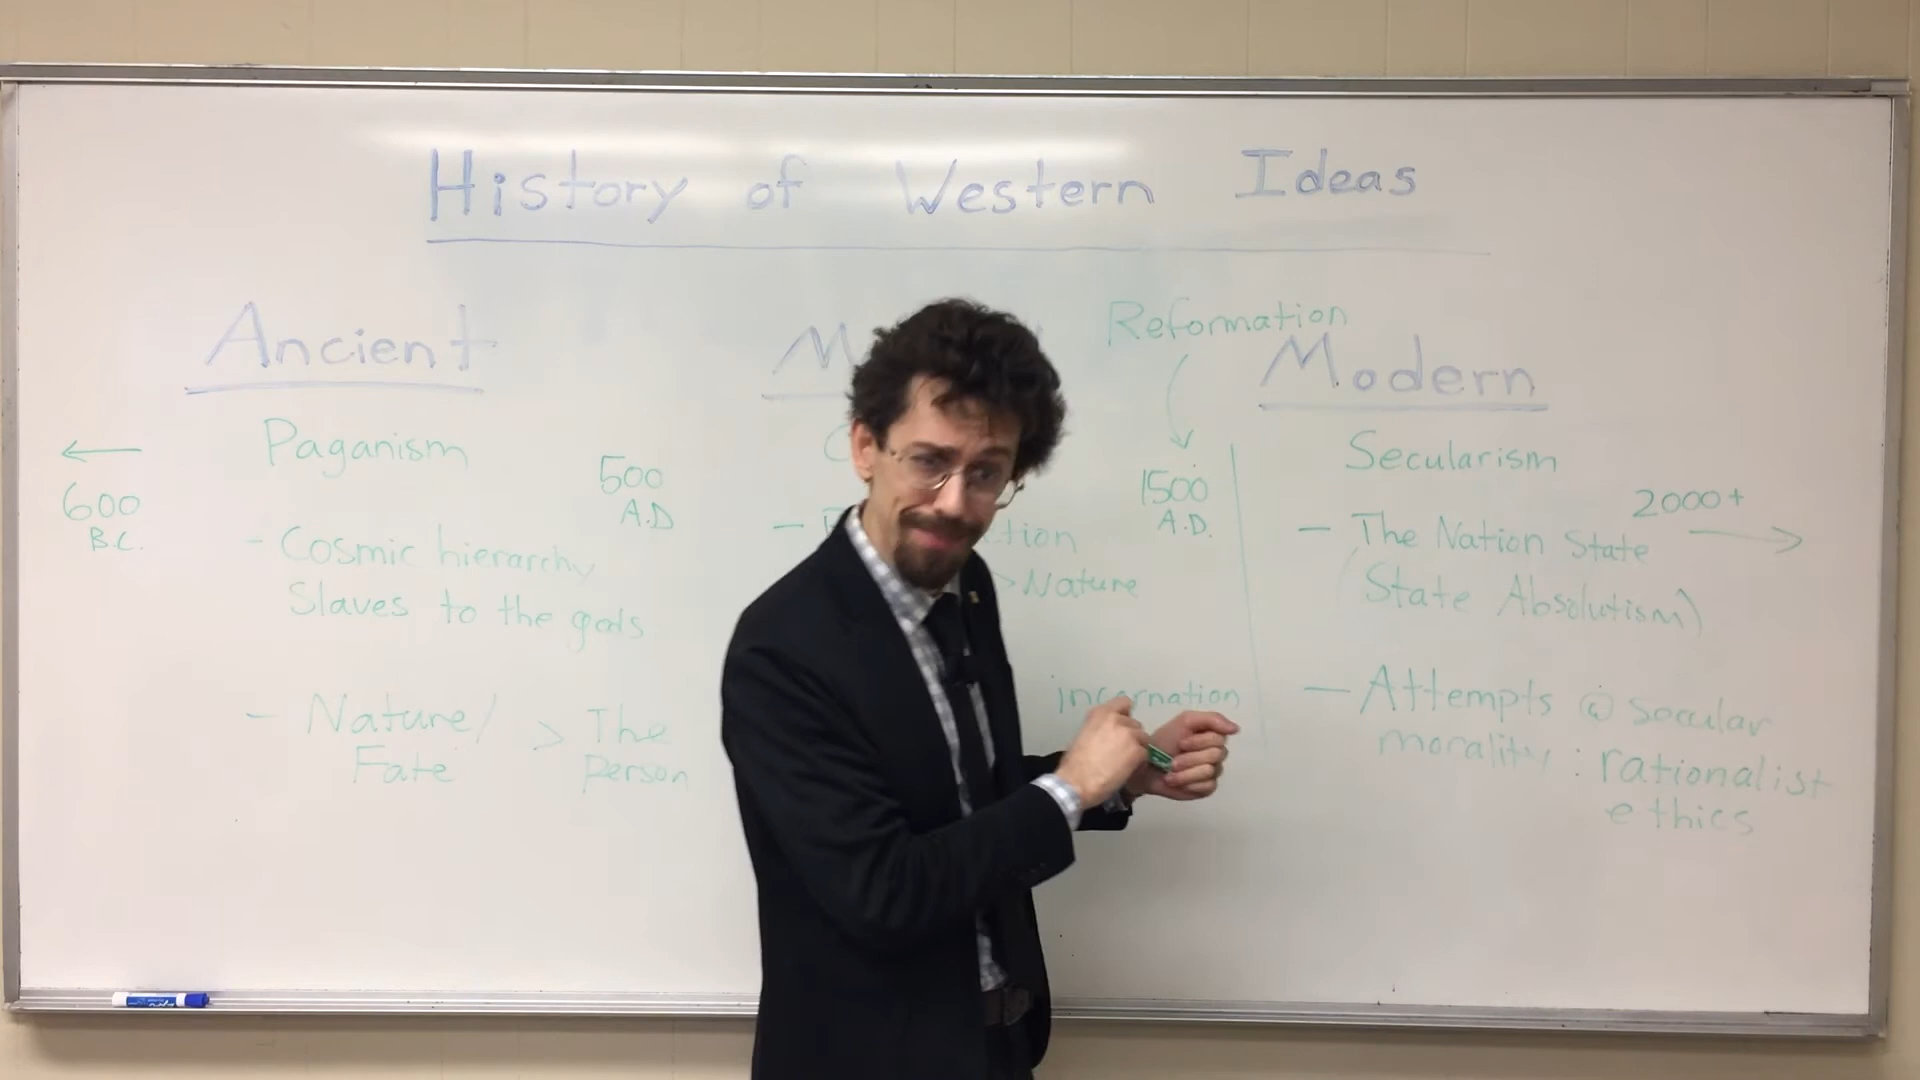 History of Western Ideas
Ancient
Reformation
Modern
Paganism
Secularism
600
B.C.
500
A.D
1500
A.D.
2000+
- Cosmic hierarchy
Slaves to the gods
- Nature/
Fate
> The
Person
tion
> Nature
incarnation
- The Nation State
State Absolutism)
- Attempts @ secular
morality: rationalist
ethics